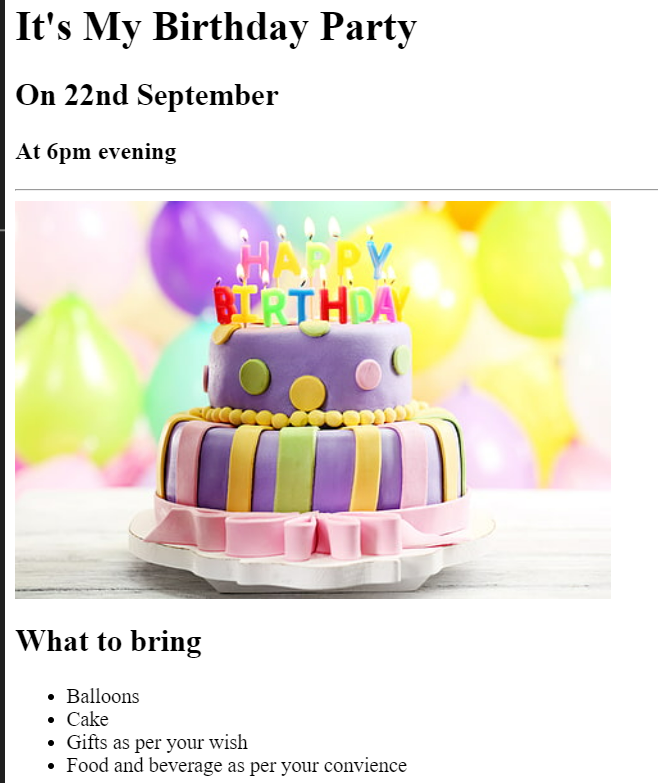 It's My Birthday Party
On 22nd September
At 6pm evening
HAPPY
BIRTHDAY
What to bring
Balloons
Cake
Gifts as per your wish
Food and beverage as per your convience